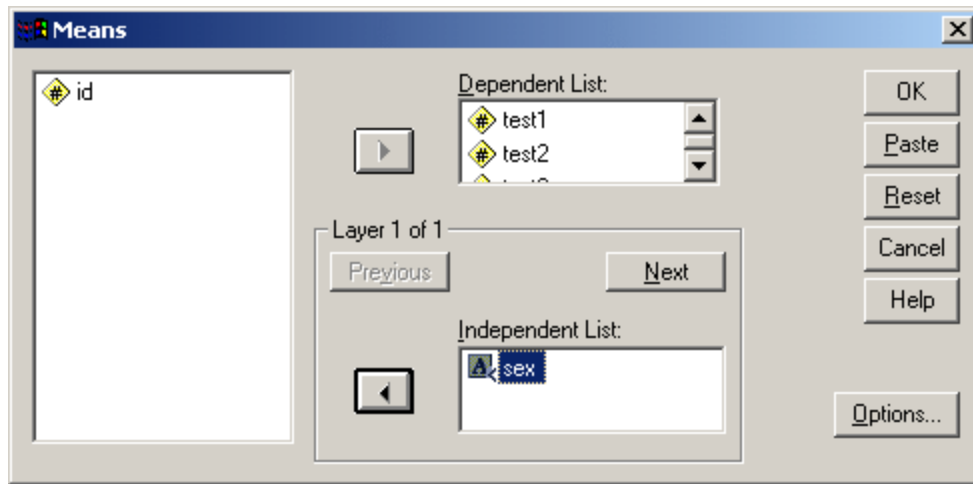 Means
id
Dependent List:
test1
test2
Layer 1 of 1
Previous
Next
Independent List:
sex
OK
Paste
Reset
Cancel
Help
Options...